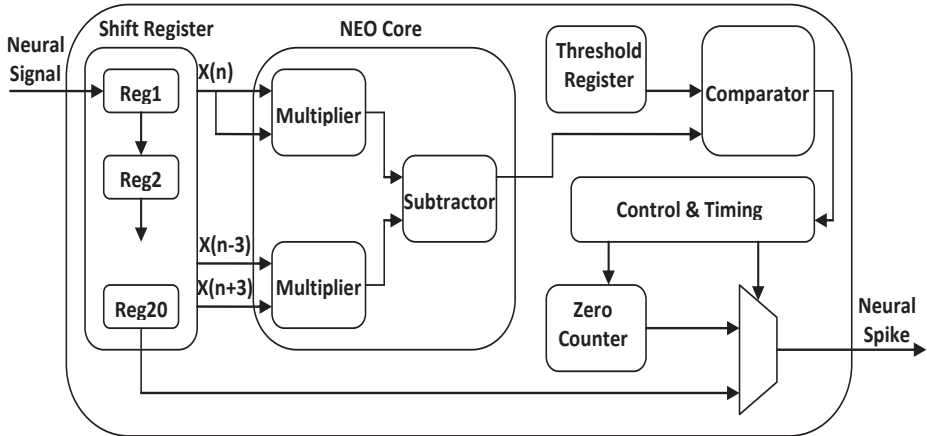 Neural
Signal
Shift Register
NEO Core
Reg1
Reg2
Reg20
X(n)
X(n-3)
X(n+3)
Multiplier
Multiplier
Subtractor
Threshold
Register
Comparator
Control & Timing
Zero
Counter
Neural
Spike